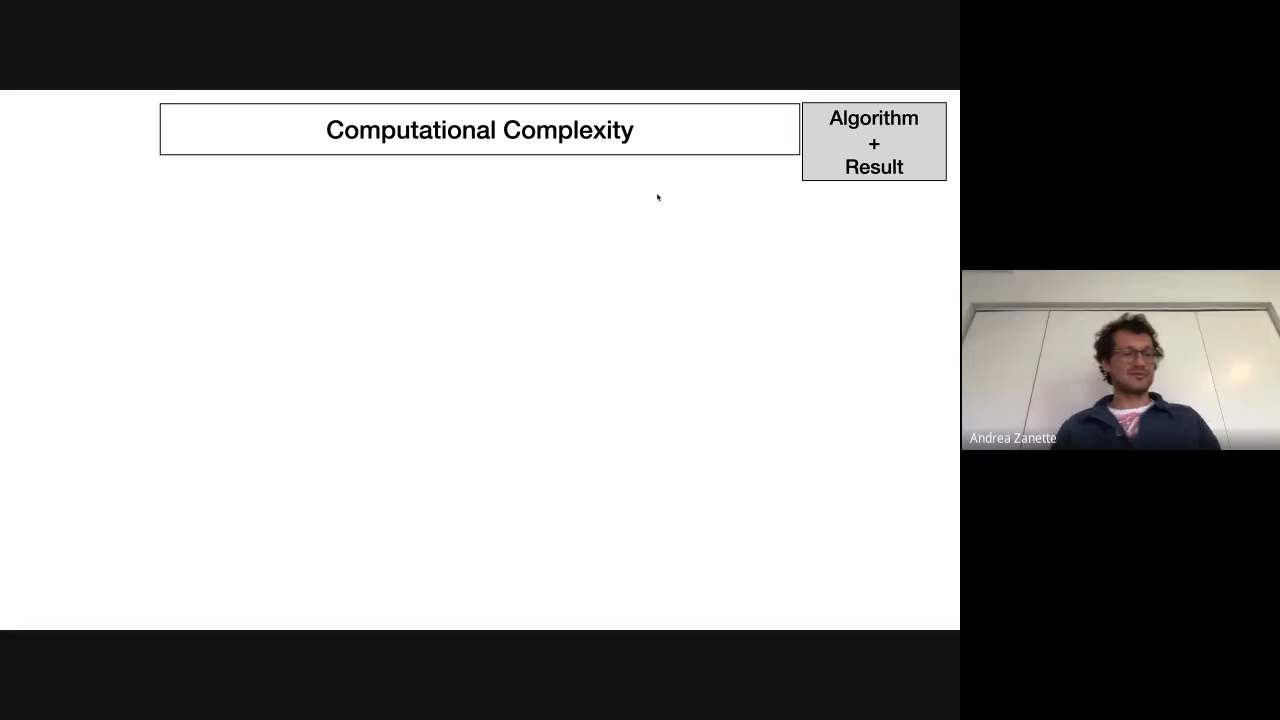 Computational Complexity
Algorithm
+
Result
Andrea Zanette